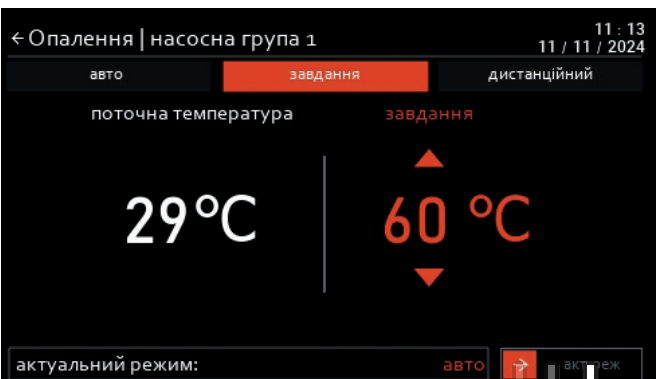 ←Опалення | насосна група 1
11 : 13
11 / 11 / 2024
авто
завдання
дистанційний
поточна температура
завдання
29°C
60 °C
актуальний режим:
авто
→